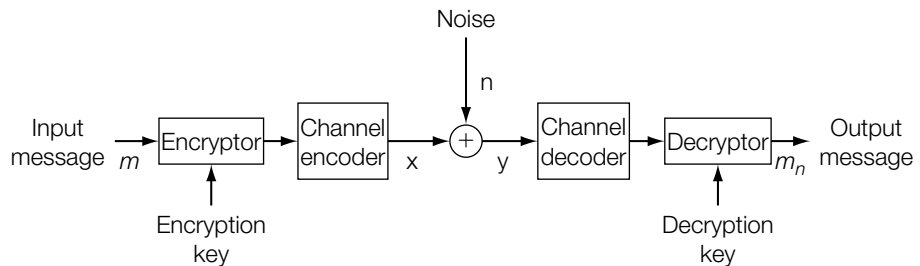 Noise
n
Input
message
m
Encryptor
Channel
encoder
x
+
y
Channel
decoder
Decryptor
m_n
Output
message
Encryption
key
Decryption
key